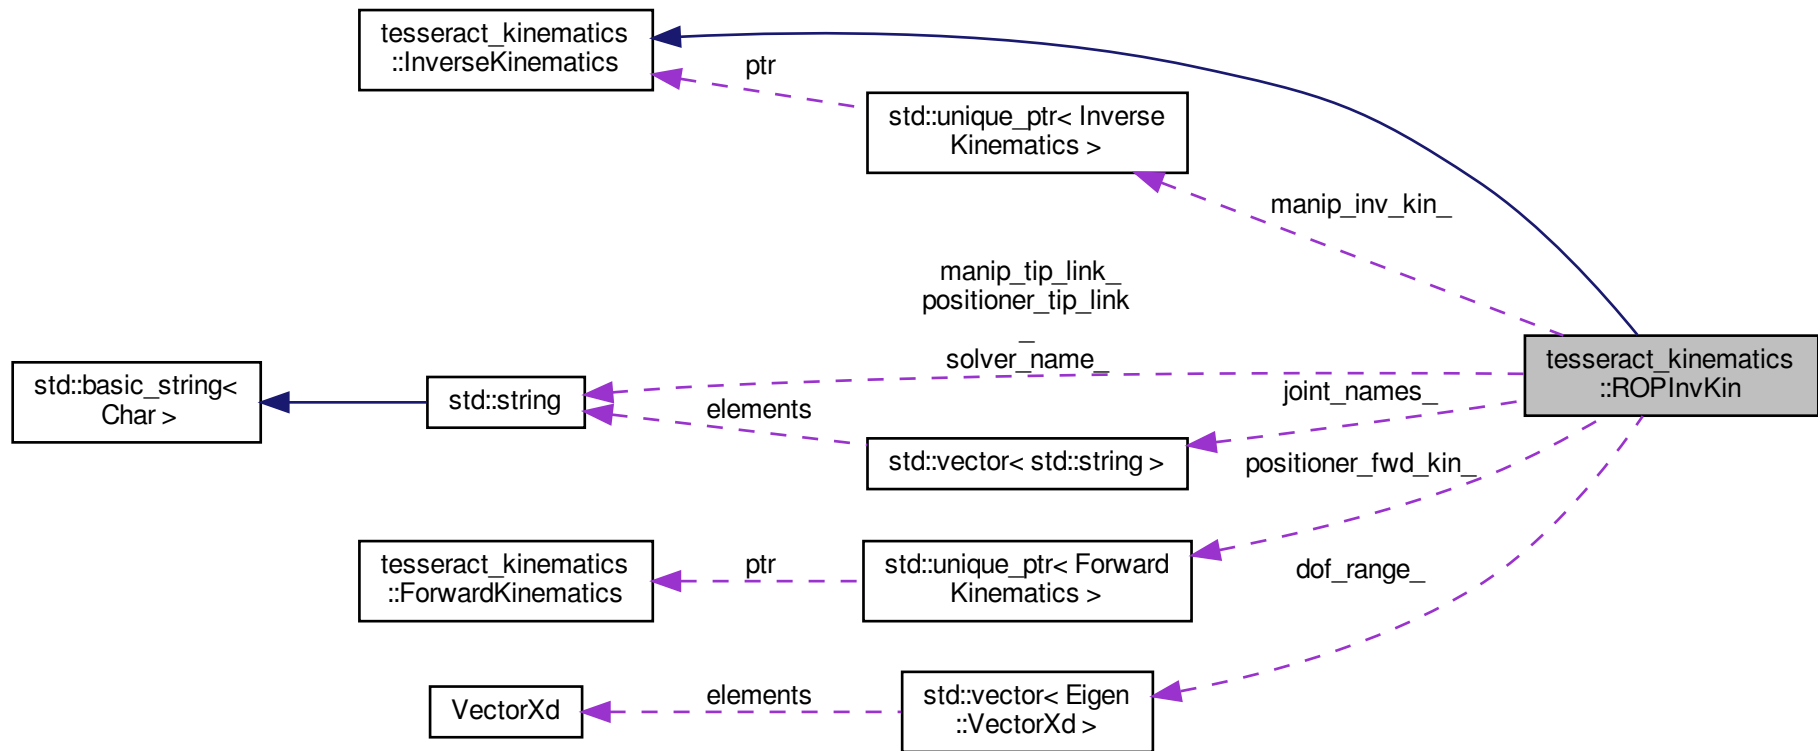 tesseract_kinematics
::InverseKinematics
ptr
std::unique_ptr< Inverse
Kinematics >
manip_inv_kin_
manip_tip_link_
positioner_tip_link
_
solver_name_
tesseract_kinematics
::ROPInvKin
std::basic_string<
Char >
std::string
elements
joint_names_
std::vector< std::string >
positioner_fwd_kin_
tesseract_kinematics
::ForwardKinematics
ptr
std::unique_ptr< Forward
Kinematics >
dof_range_
VectorXd
elements
std::vector< Eigen
::VectorXd >